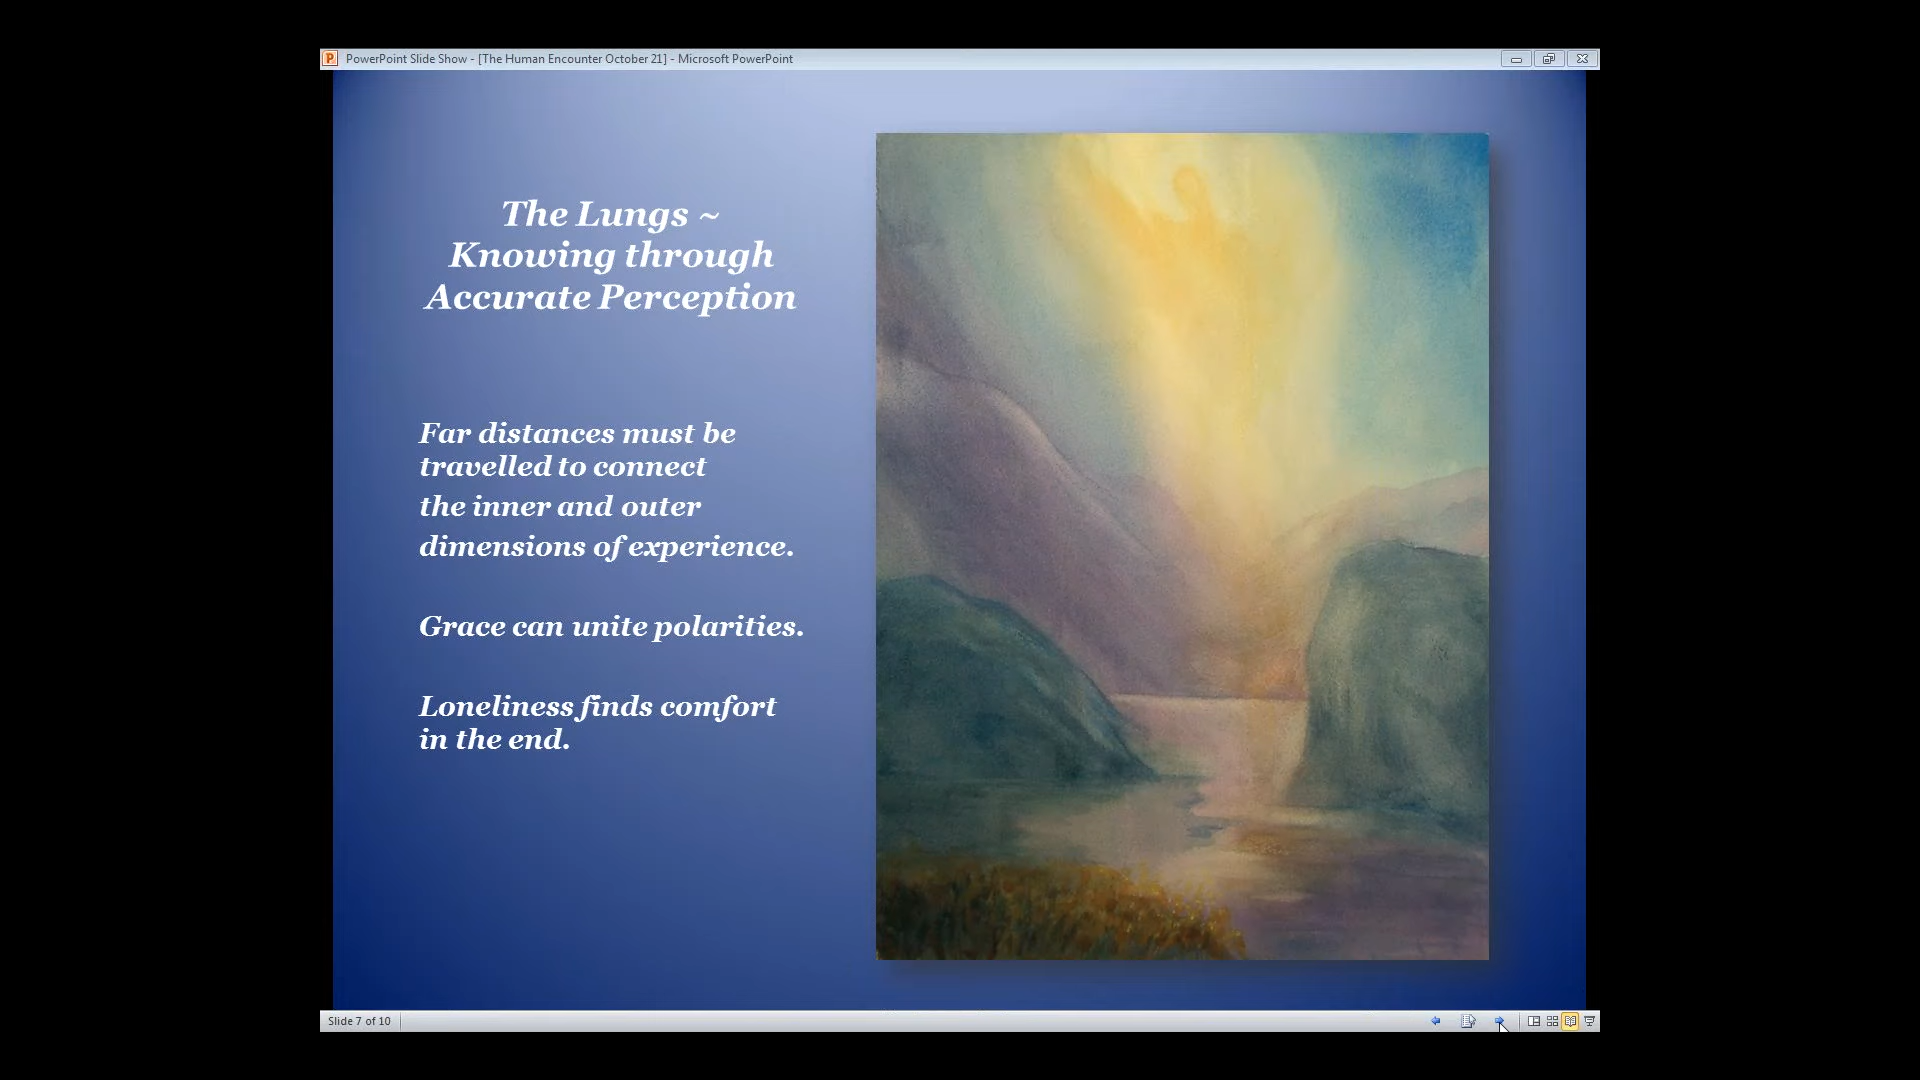 PowerPoint Slide Show - [The Human Encounter October 21] - Microsoft PowerPoint
The Lungs ~
Knowing through
Accurate Perception
Far distances must be
travelled to connect
the inner and outer
dimensions of experience.
Grace can unite polarities.
Loneliness finds comfort
in the end.
Slide 7 of 10